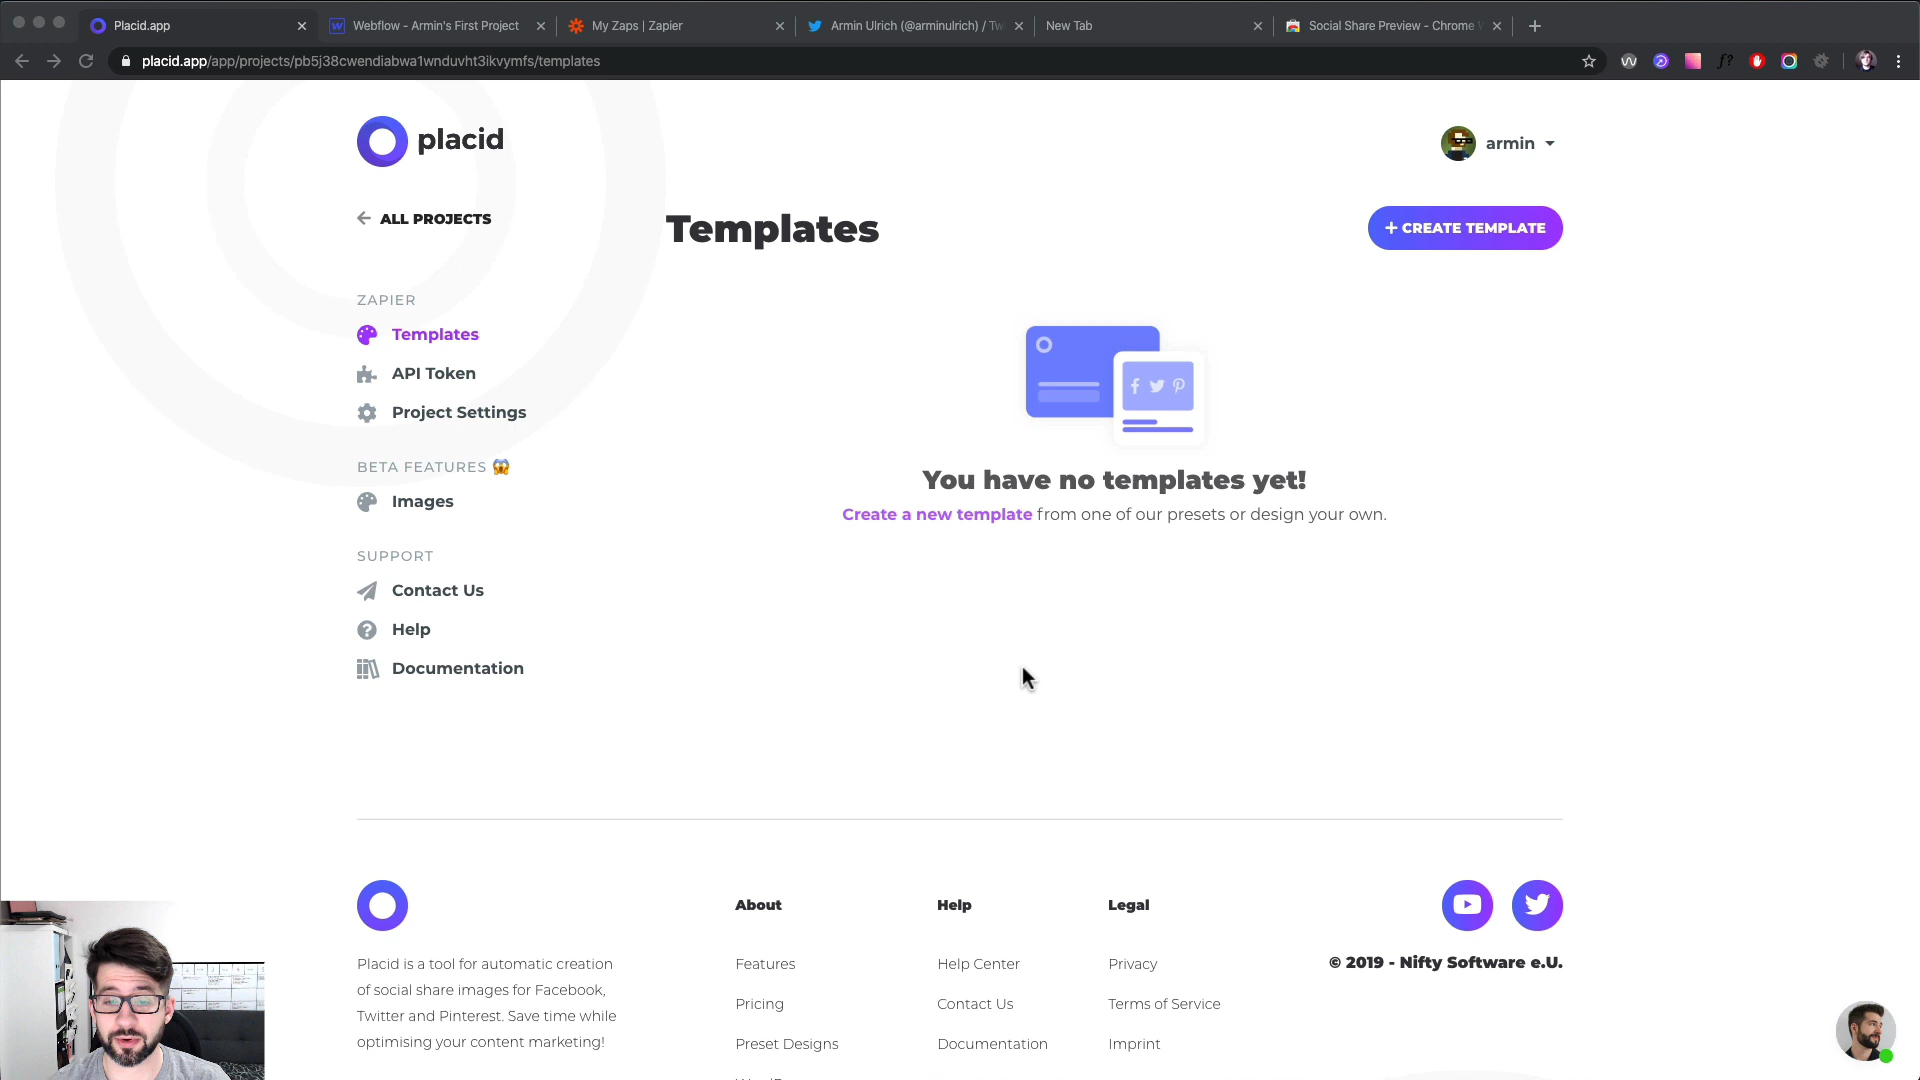 Placid.app
Webflow - Armin's First Project
My Zaps | Zapier
Armin Ulrich (@arminulrich) / Tw
New Tab
Social Share Preview - Chrome W
placid.app/app/projects/pb5j38cwendiabwa1wnduvht3ikvymfs/templates
placid
armin
ALL PROJECTS
Templates
+ CREATE TEMPLATE
ZAPIER
Templates
API Token
Project Settings
BETA FEATURES 😱
Images
SUPPORT
Contact Us
Help
Documentation
You have no templates yet!
Create a new template from one of our presets or design your own.
Placid is a tool for automatic creation
of social share images for Facebook,
Twitter and Pinterest. Save time while
optimising your content marketing!
About
Features
Pricing
Preset Designs
Help
Help Center
Contact Us
Documentation
Legal
Privacy
Terms of Service
Imprint
© 2019 - Nifty Software e.U.